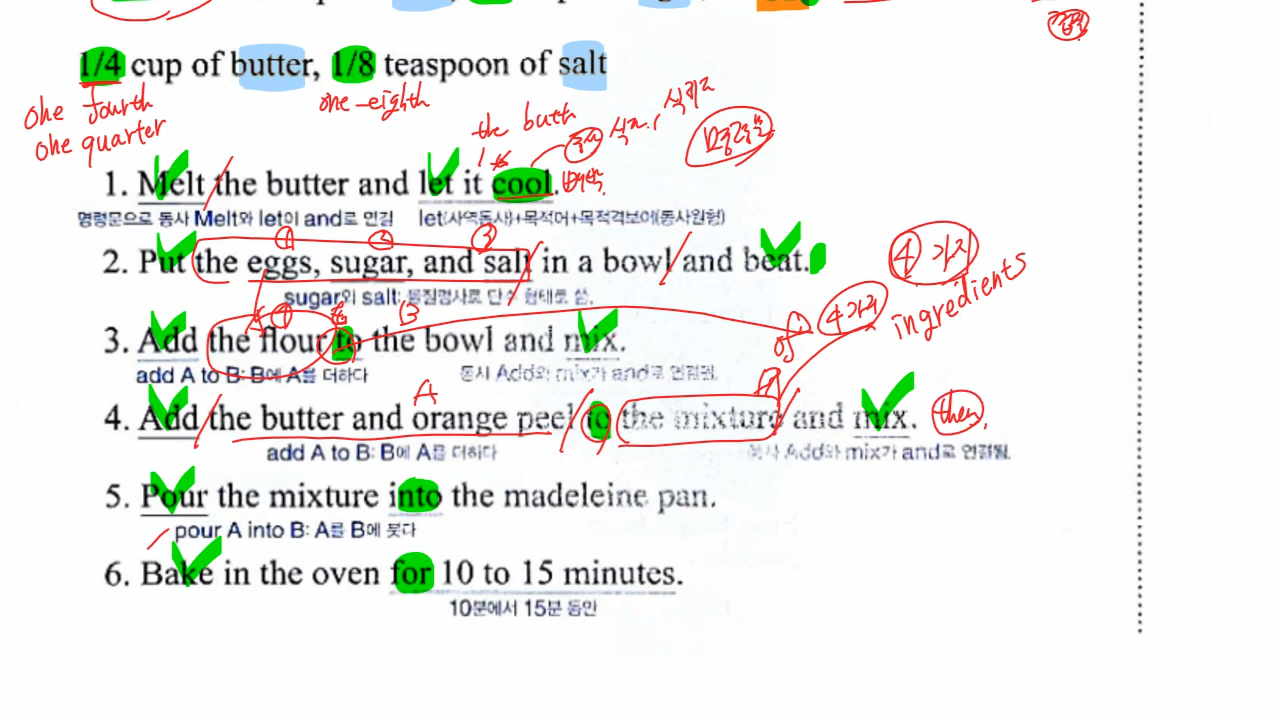 1/4 cup of butter, 1/8 teaspoon of salt
one fourth
one quarter
one-eighth
the butter
1. Melt the butter and let it cool.
명령문으로 동사 Melt와 let이 and로 연결 let(사역동사)+목적어+목적격보어(동사원형)
① ② ③
2. Put the eggs, sugar, and salt in a bowl and beat.
④ 가지
ingredients
sugar와 salt: 물질명사로 단수 형태로 씀.
④ B 4가지
3. Add the flour to the bowl and mix.
of
add A to B: B에 A를 더하다 동사 Add와 mix가 and로 연결됨.
A
4. Add the butter and orange peel to the mixture and mix. then
add A to B: B에 A를 더하다 동사 Add와 mix가 and로 연결됨.
5. Pour the mixture into the madeleine pan.
pour A into B: A를 B에 붓다
6. Bake in the oven for 10 to 15 minutes.
10분에서 15분 동안